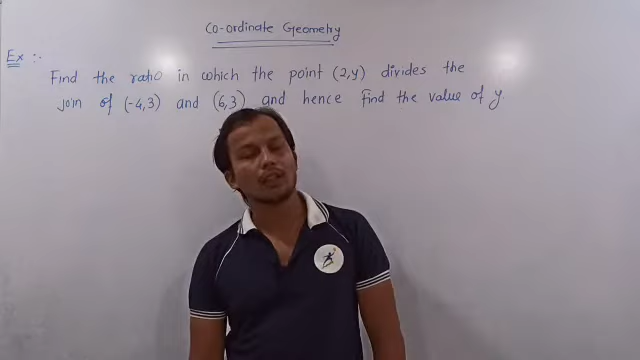 Co-ordinate Geometry
Ex :-
Find the ratio in which the point (2,y) divides the
join of (-4,3) and (6,3) and hence find the value of y.